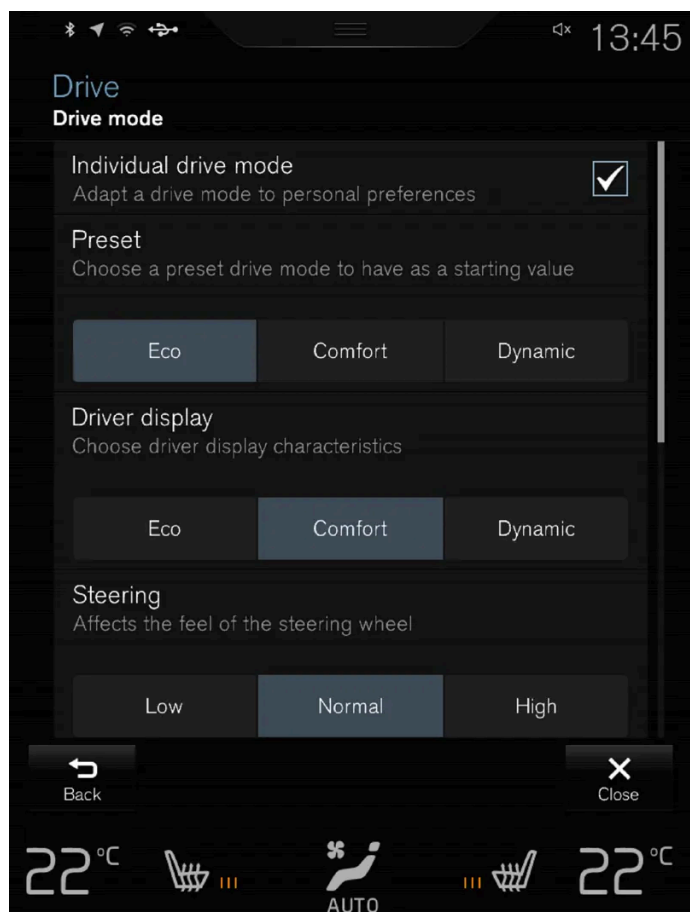 13:45
Drive
Drive mode
Individual drive mode
Adapt a drive mode to personal preferences
Preset
Choose a preset drive mode to have as a starting value
Eco Comfort Dynamic
Driver display
Choose driver display characteristics
Eco Comfort Dynamic
Steering
Affects the feel of the steering wheel
Low Normal High
Back Close
22°C 22°C
AUTO